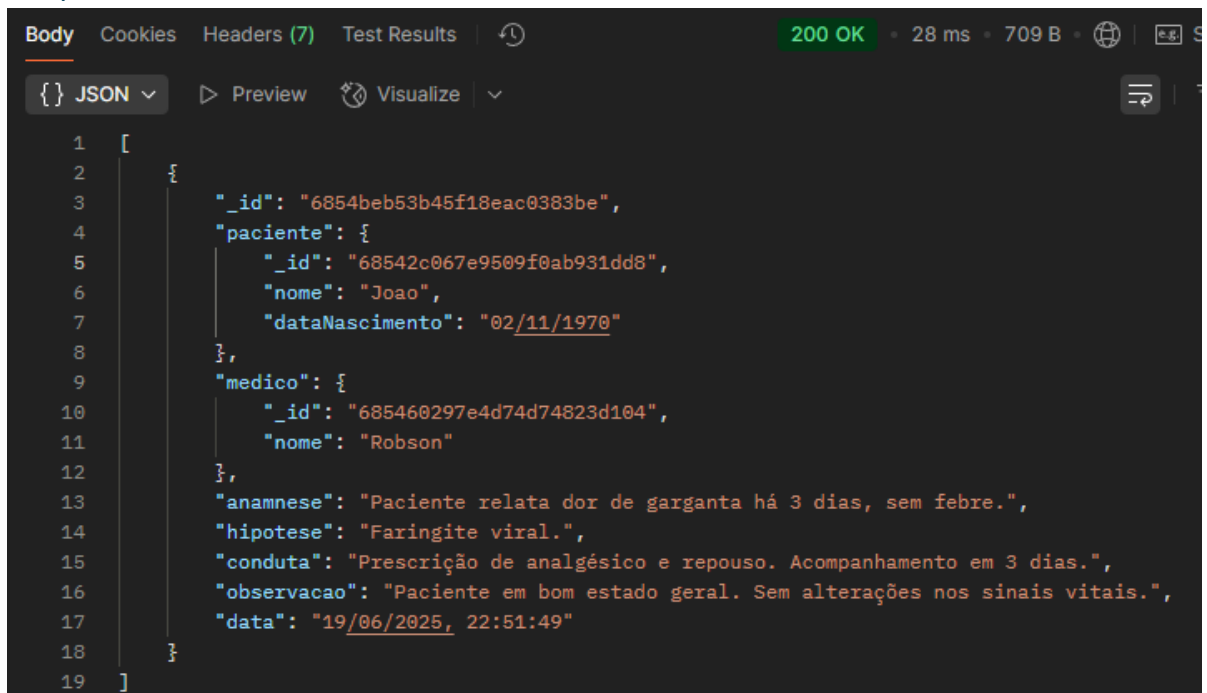 Body Cookies Headers (7) Test Results 200 OK • 28 ms • 709 B • e.g. S
{} JSON Preview Visualize
1 [
2 {
3 "_id": "6854beb53b45f18eac0383be",
4 "paciente": {
5 "_id": "68542c067e9509f0ab931dd8",
6 "nome": "Joao",
7 "dataNascimento": "02/11/1970"
8 },
9 "medico": {
10 "_id": "685460297e4d74d74823d104",
11 "nome": "Robson"
12 },
13 "anamnese": "Paciente relata dor de garganta há 3 dias, sem febre.",
14 "hipotese": "Faringite viral.",
15 "conduta": "Prescrição de analgésico e repouso. Acompanhamento em 3 dias.",
16 "observacao": "Paciente em bom estado geral. Sem alterações nos sinais vitais.",
17 "data": "19/06/2025, 22:51:49"
18 }
19 ]